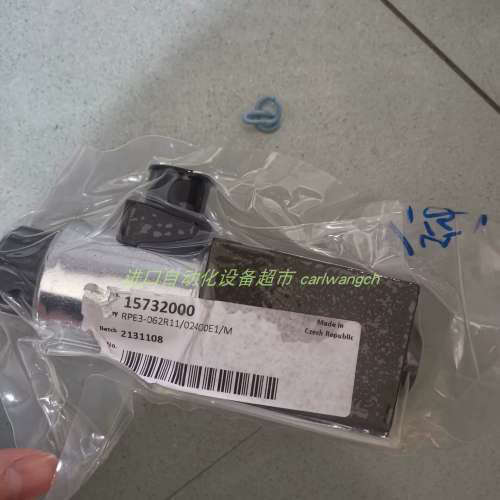 进口自动化设备超市 carlwangch
15732000
RPE3-062R11/02400E1/M
Batch 2131108
No.
Made in
Czech Republic